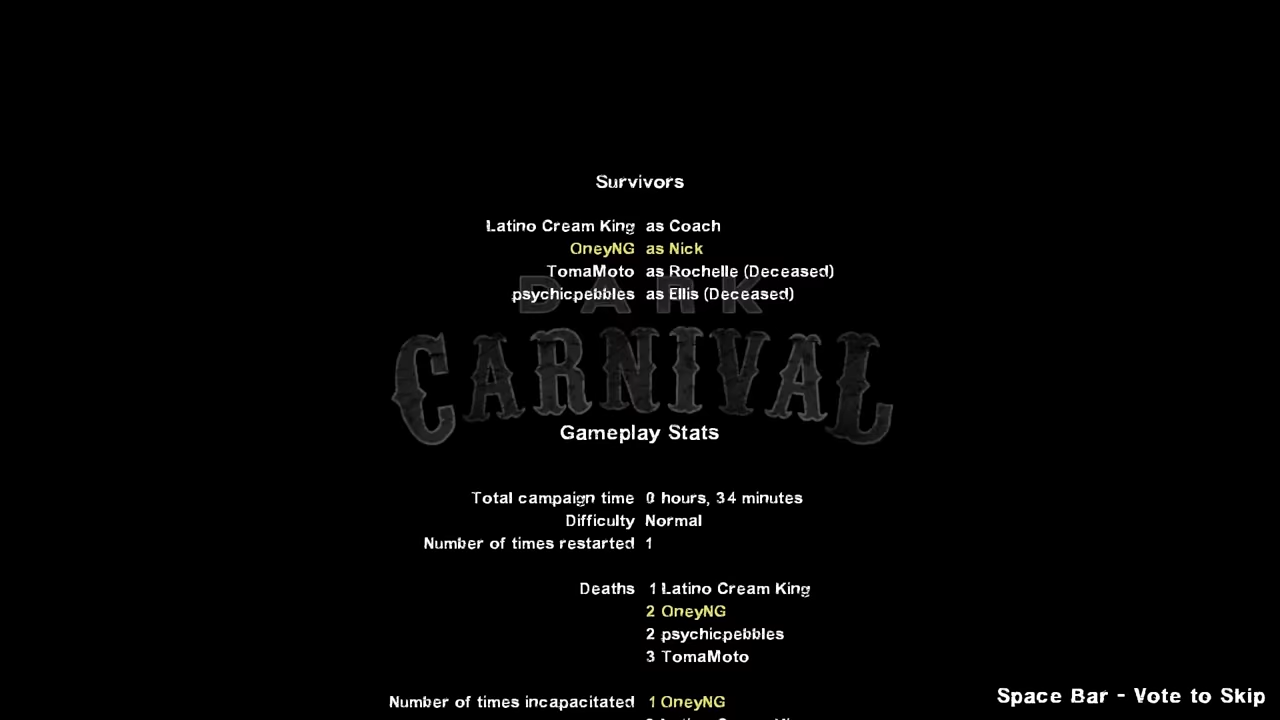 Survivors
Latino Cream King as Coach
OneyNG as Nick
TomaMoto as Rochelle (Deceased)
psychicpebbles as Ellis (Deceased)
DARK
CARNIVAL
Gameplay Stats
Total campaign time 0 hours, 34 minutes
Difficulty Normal
Number of times restarted 1
Deaths 1 Latino Cream King
2 OneyNG
2 psychicpebbles
3 TomaMoto
Number of times incapacitated 1 OneyNG
Space Bar - Vote to Skip